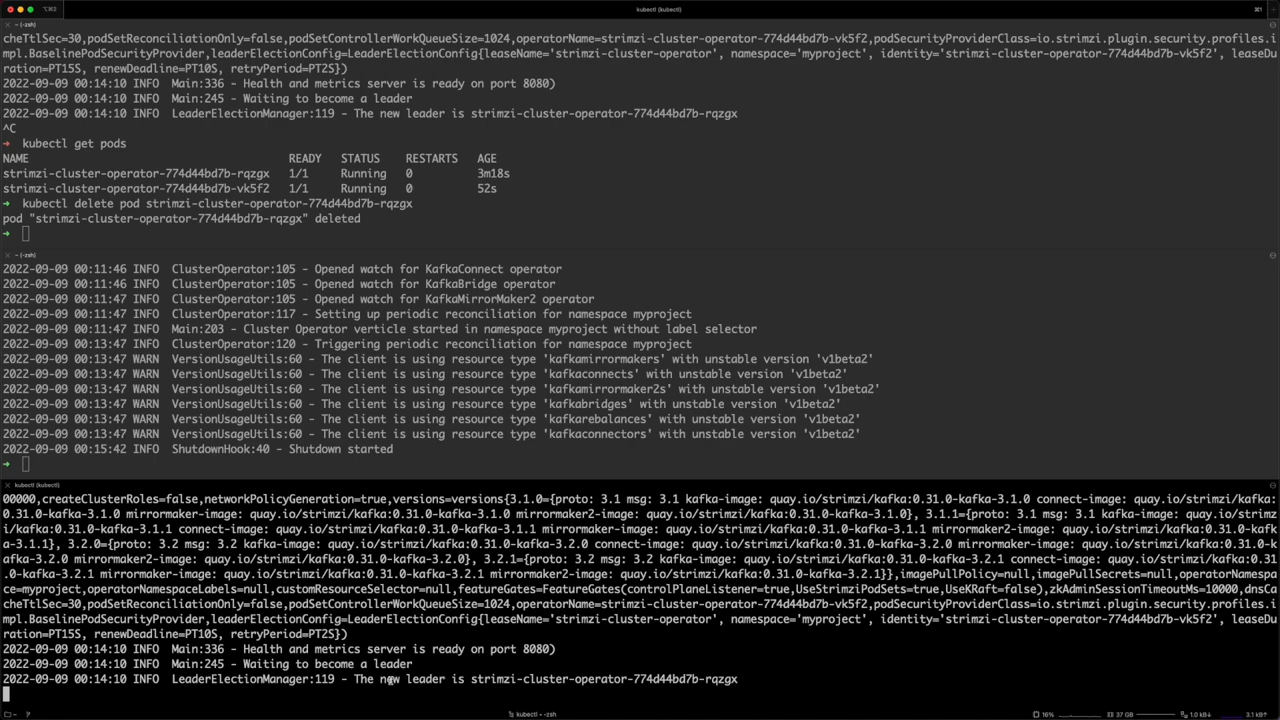 ⌥⌘2
kubectl (kubectl)
⌘1
~ (-zsh)
cheTtlSec=30,podSetReconciliationOnly=false,podSetControllerWorkQueueSize=1024,operatorName=strimzi-cluster-operator-774d44bd7b-vk5f2,podSecurityProviderClass=io.strimzi.plugin.security.profiles.i
mpl.BaselinePodSecurityProvider,leaderElectionConfig=LeaderElectionConfig{leaseName='strimzi-cluster-operator', namespace='myproject', identity='strimzi-cluster-operator-774d44bd7b-vk5f2', leaseDu
ration=PT15S, renewDeadline=PT10S, retryPeriod=PT2S})
2022-09-09 00:14:10 INFO  Main:336 - Health and metrics server is ready on port 8080)
2022-09-09 00:14:10 INFO  Main:245 - Waiting to become a leader
2022-09-09 00:14:10 INFO  LeaderElectionManager:119 - The new leader is strimzi-cluster-operator-774d44bd7b-rqzgx
^C
➜  kubectl get pods
NAME READY STATUS RESTARTS AGE
strimzi-cluster-operator-774d44bd7b-rqzgx 1/1 Running 0 3m18s
strimzi-cluster-operator-774d44bd7b-vk5f2 1/1 Running 0 52s
➜  kubectl delete pod strimzi-cluster-operator-774d44bd7b-rqzgx
pod "strimzi-cluster-operator-774d44bd7b-rqzgx" deleted
➜
~ (-zsh)
2022-09-09 00:11:46 INFO  ClusterOperator:105 - Opened watch for KafkaConnect operator
2022-09-09 00:11:46 INFO  ClusterOperator:105 - Opened watch for KafkaBridge operator
2022-09-09 00:11:47 INFO  ClusterOperator:105 - Opened watch for KafkaMirrorMaker2 operator
2022-09-09 00:11:47 INFO  ClusterOperator:117 - Setting up periodic reconciliation for namespace myproject
2022-09-09 00:11:47 INFO  Main:203 - Cluster Operator verticle started in namespace myproject without label selector
2022-09-09 00:13:47 INFO  ClusterOperator:120 - Triggering periodic reconciliation for namespace myproject
2022-09-09 00:13:47 WARN  VersionUsageUtils:60 - The client is using resource type 'kafkamirrormakers' with unstable version 'v1beta2'
2022-09-09 00:13:47 WARN  VersionUsageUtils:60 - The client is using resource type 'kafkaconnects' with unstable version 'v1beta2'
2022-09-09 00:13:47 WARN  VersionUsageUtils:60 - The client is using resource type 'kafkamirrormaker2s' with unstable version 'v1beta2'
2022-09-09 00:13:47 WARN  VersionUsageUtils:60 - The client is using resource type 'kafkabridges' with unstable version 'v1beta2'
2022-09-09 00:13:47 WARN  VersionUsageUtils:60 - The client is using resource type 'kafkarebalances' with unstable version 'v1beta2'
2022-09-09 00:13:47 WARN  VersionUsageUtils:60 - The client is using resource type 'kafkaconnectors' with unstable version 'v1beta2'
2022-09-09 00:15:42 INFO  ShutdownHook:40 - Shutdown started
➜
kubectl (kubectl)
00000,createClusterRoles=false,networkPolicyGeneration=true,versions=versions{3.1.0={proto: 3.1 msg: 3.1 kafka-image: quay.io/strimzi/kafka:0.31.0-kafka-3.1.0 connect-image: quay.io/strimzi/kafka:
0.31.0-kafka-3.1.0 mirrormaker-image: quay.io/strimzi/kafka:0.31.0-kafka-3.1.0 mirrormaker2-image: quay.io/strimzi/kafka:0.31.0-kafka-3.1.0}, 3.1.1={proto: 3.1 msg: 3.1 kafka-image: quay.io/strimz
i/kafka:0.31.0-kafka-3.1.1 connect-image: quay.io/strimzi/kafka:0.31.0-kafka-3.1.1 mirrormaker-image: quay.io/strimzi/kafka:0.31.0-kafka-3.1.1 mirrormaker2-image: quay.io/strimzi/kafka:0.31.0-kafk
a-3.1.1}, 3.2.0={proto: 3.2 msg: 3.2 kafka-image: quay.io/strimzi/kafka:0.31.0-kafka-3.2.0 connect-image: quay.io/strimzi/kafka:0.31.0-kafka-3.2.0 mirrormaker-image: quay.io/strimzi/kafka:0.31.0-k
afka-3.2.0 mirrormaker2-image: quay.io/strimzi/kafka:0.31.0-kafka-3.2.0}, 3.2.1={proto: 3.2 msg: 3.2 kafka-image: quay.io/strimzi/kafka:0.31.0-kafka-3.2.1 connect-image: quay.io/strimzi/kafka:0.31
.0-kafka-3.2.1 mirrormaker-image: quay.io/strimzi/kafka:0.31.0-kafka-3.2.1 mirrormaker2-image: quay.io/strimzi/kafka:0.31.0-kafka-3.2.1}},imagePullPolicy=null,imagePullSecrets=null,operatorNamespa
ce=myproject,operatorNamespaceLabels=null,customResourceSelector=null,featureGates=FeatureGates(controlPlaneListener=true,UseStrimziPodSets=true,UseKRaft=false),zkAdminSessionTimeoutMs=10000,dnsCa
cheTtlSec=30,podSetReconciliationOnly=false,podSetControllerWorkQueueSize=1024,operatorName=strimzi-cluster-operator-774d44bd7b-vk5f2,podSecurityProviderClass=io.strimzi.plugin.security.profiles.i
mpl.BaselinePodSecurityProvider,leaderElectionConfig=LeaderElectionConfig{leaseName='strimzi-cluster-operator', namespace='myproject', identity='strimzi-cluster-operator-774d44bd7b-vk5f2', leaseDu
ration=PT15S, renewDeadline=PT10S, retryPeriod=PT2S})
2022-09-09 00:14:10 INFO  Main:336 - Health and metrics server is ready on port 8080)
2022-09-09 00:14:10 INFO  Main:245 - Waiting to become a leader
2022-09-09 00:14:10 INFO  LeaderElectionManager:119 - The new leader is strimzi-cluster-operator-774d44bd7b-rqzgx
~
kubectl • -zsh
16%
37 GB
1.0 kB↓
3.1 kB↑